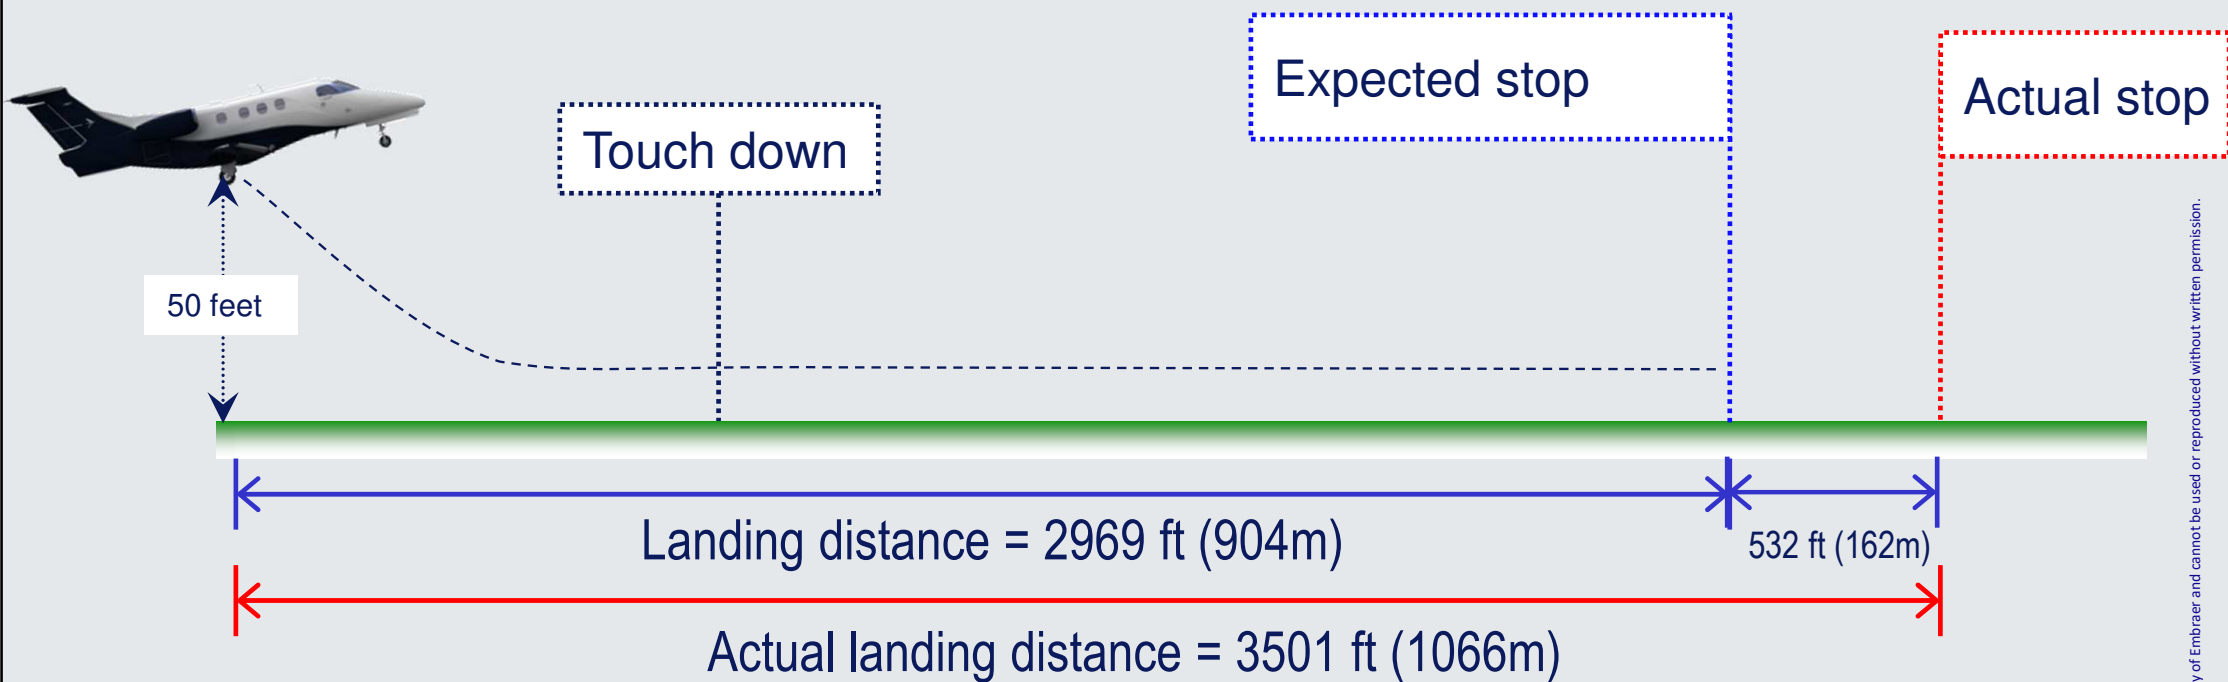 Expected stop
Actual stop
Touch down
50 feet
Landing distance = 2969 ft (904m)
532 ft (162m)
Actual landing distance = 3501 ft (1066m)
of Embraer and cannot be used or reproduced without written permission.